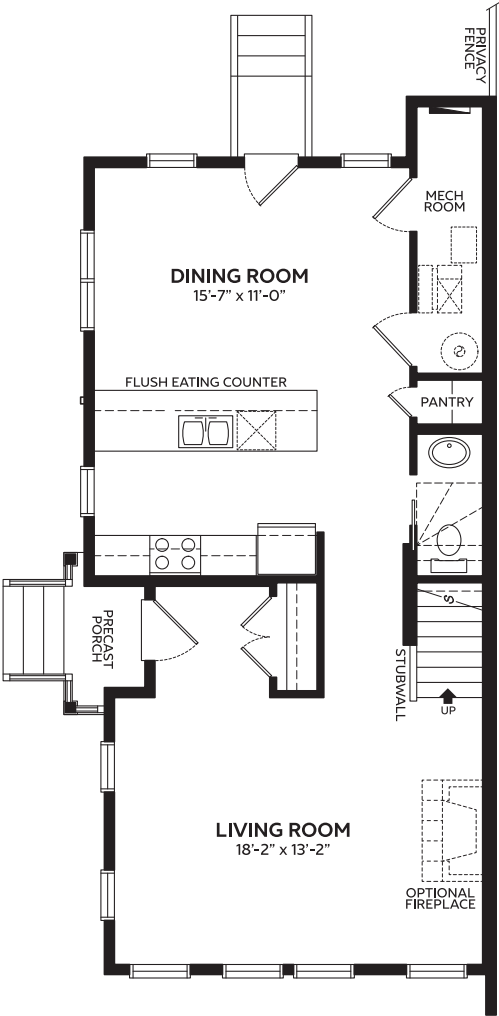 PRIVACY
FENCE
MECH
ROOM
DINING ROOM
15'-7" x 11'-0"
FLUSH EATING COUNTER
PANTRY
PRECAST
PORCH
S
STUBWALL
UP
LIVING ROOM
18'-2" x 13'-2"
OPTIONAL
FIREPLACE